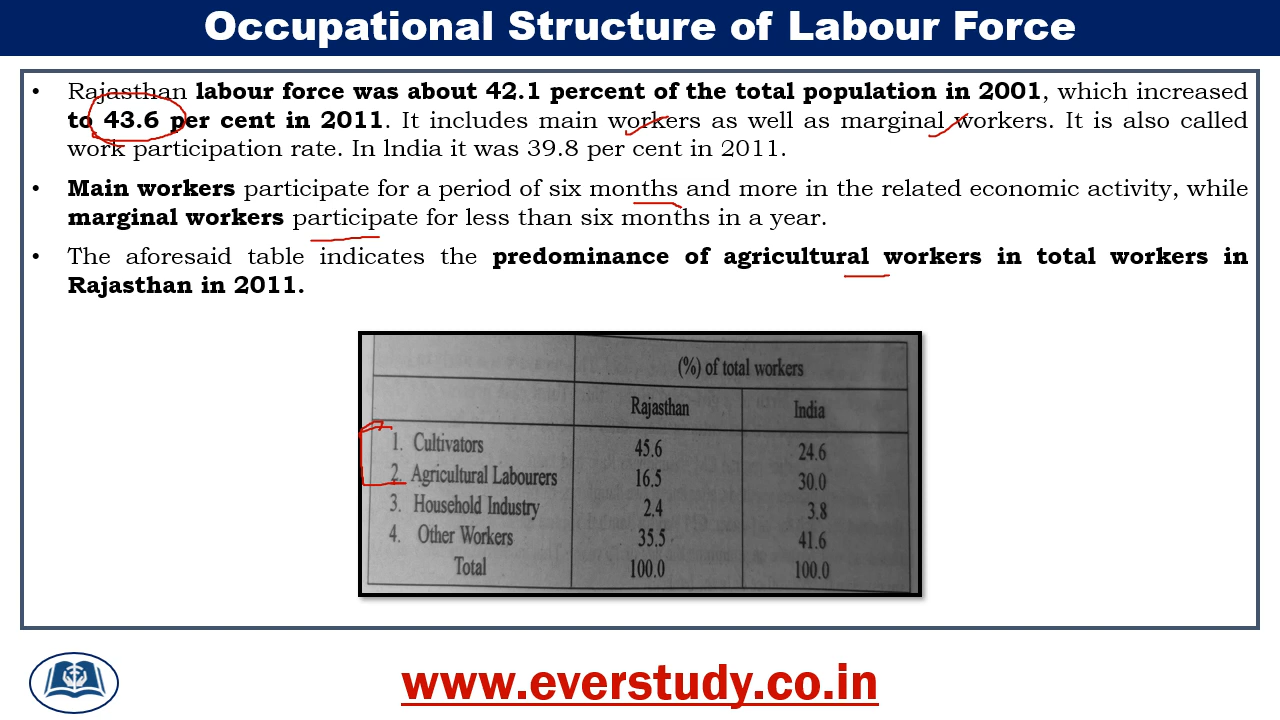 Occupational Structure of Labour Force
• Rajasthan labour force was about 42.1 percent of the total population in 2001, which increased
to 43.6 per cent in 2011. It includes main workers as well as marginal workers. It is also called
work participation rate. In lndia it was 39.8 per cent in 2011.
• Main workers participate for a period of six months and more in the related economic activity, while
marginal workers participate for less than six months in a year.
• The aforesaid table indicates the predominance of agricultural workers in total workers in
Rajasthan in 2011.
(%) of total workers
Rajasthan India
1. Cultivators 45.6 24.6
2. Agricultural Labourers 16.5 30.0
3. Household Industry 2.4 3.8
4. Other Workers 35.5 41.6
Total 100.0 100.0
www.everstudy.co.in